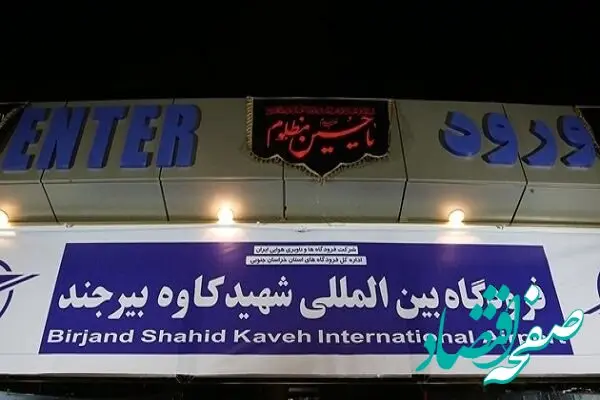 ENTER
یا حسین مظلوم
ورود
شرکت فرودگاه ها و ناوبری هوایی ایران
اداره کل فرودگاه های استان خراسان جنوبی
فرودگاه بین المللی شهید کاوه بیرجند
Birjand Shahid Kaveh International Airport
صفحه اقتصاد